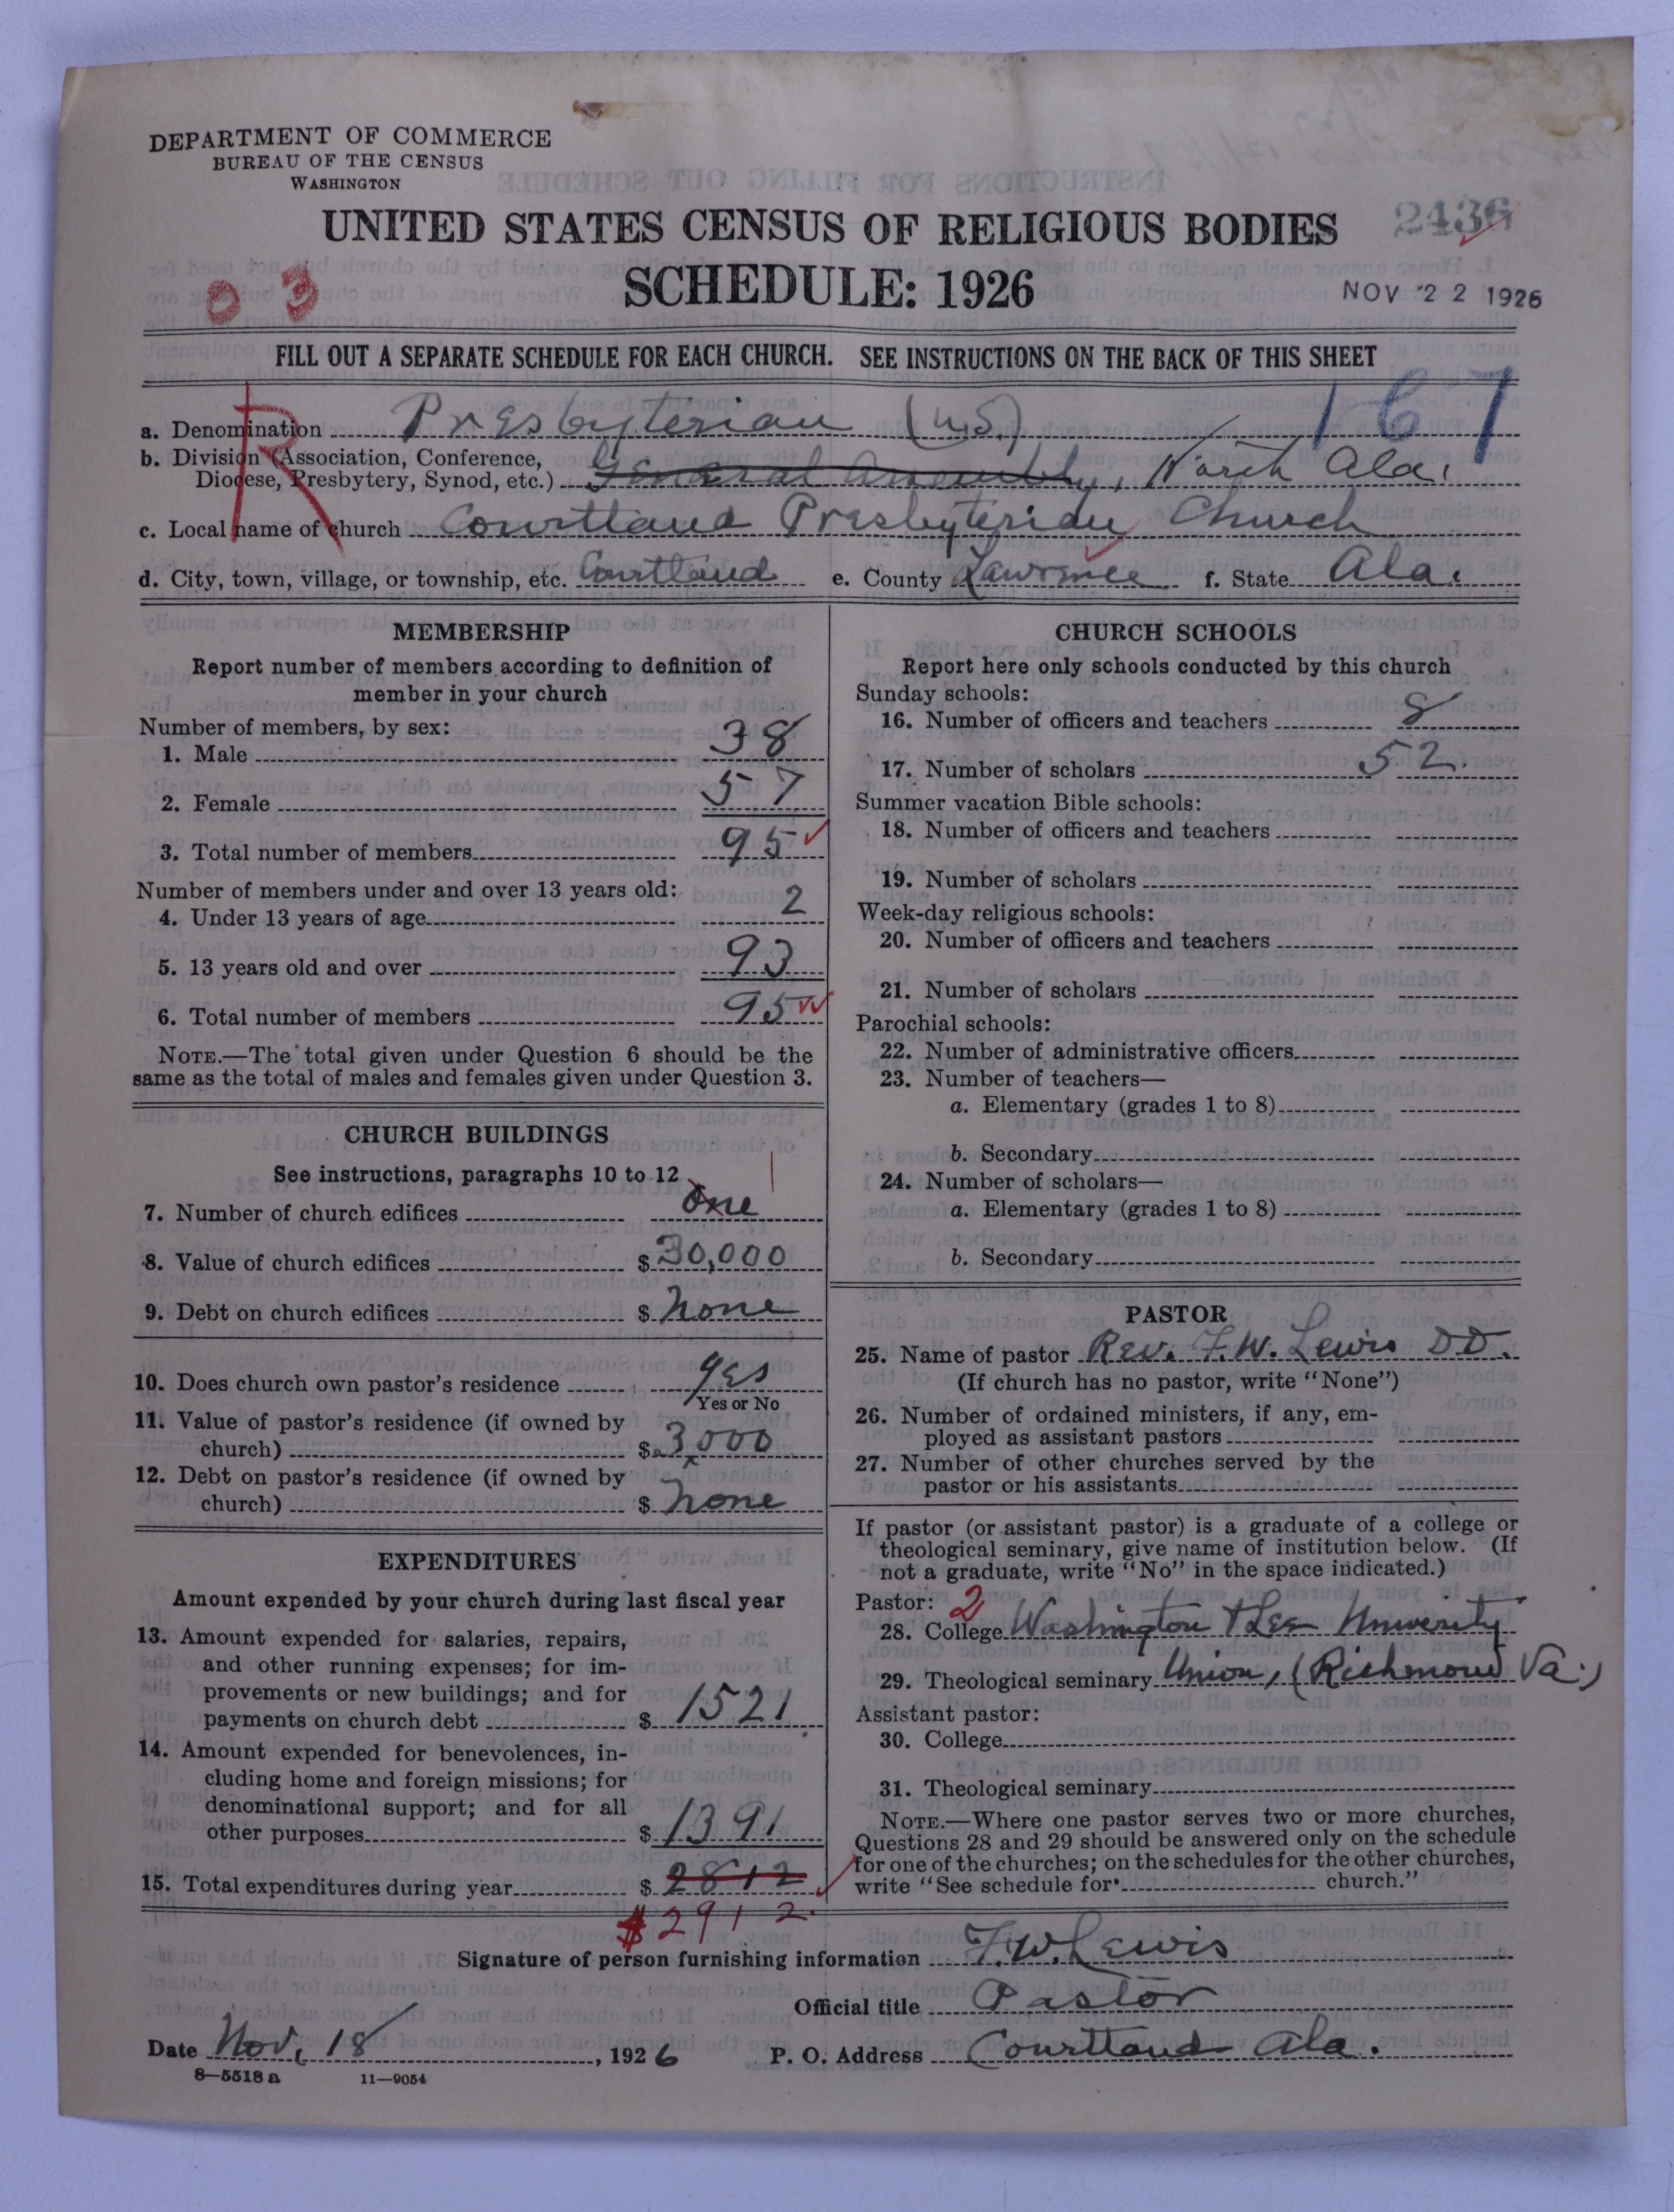 DEPARTMENT OF COMMERCE
BUREAU OF THE CENSUS
WASHINGTON
UNITED STATES CENSUS OF RELIGIOUS BODIES
2436
SCHEDULE: 1926
0 3
NOV 22 1926
FILL OUT A SEPARATE SCHEDULE FOR EACH CHURCH. SEE INSTRUCTIONS ON THE BACK OF THIS SHEET
R
167
a. Denomination Presbyterian (U.S.)
b. Division (Association, Conference,
Diocese, Presbytery, Synod, etc.) General Assembly, North Ala.
c. Local name of church Courtland Presbyterian Church
d. City, town, village, or township, etc. Courtland e. County Lawrence f. State Ala.
MEMBERSHIP
Report number of members according to definition of
member in your church
Number of members, by sex:
1. Male 38
2. Female 57
3. Total number of members 95
Number of members under and over 13 years old:
4. Under 13 years of age 2
5. 13 years old and over 93
6. Total number of members 95
NOTE.—The total given under Question 6 should be the
same as the total of males and females given under Question 3.
CHURCH BUILDINGS
See instructions, paragraphs 10 to 12
1
7. Number of church edifices One
8. Value of church edifices $ 30,000
9. Debt on church edifices $ None
10. Does church own pastor's residence Yes
Yes or No
11. Value of pastor's residence (if owned by
church) $ 3,000
12. Debt on pastor's residence (if owned by
church) $ None
EXPENDITURES
Amount expended by your church during last fiscal year
13. Amount expended for salaries, repairs,
and other running expenses; for im-
provements or new buildings; and for
payments on church debt $ 1521
14. Amount expended for benevolences, in-
cluding home and foreign missions; for
denominational support; and for all
other purposes $ 1391
15. Total expenditures during year $ 2812
$2912.
CHURCH SCHOOLS
Report here only schools conducted by this church
Sunday schools:
16. Number of officers and teachers 8
17. Number of scholars 52.
Summer vacation Bible schools:
18. Number of officers and teachers
19. Number of scholars
Week-day religious schools:
20. Number of officers and teachers
21. Number of scholars
Parochial schools:
22. Number of administrative officers
23. Number of teachers—
a. Elementary (grades 1 to 8)
b. Secondary
24. Number of scholars—
a. Elementary (grades 1 to 8)
b. Secondary
PASTOR
25. Name of pastor Rev. F. W. Lewis DD.
(If church has no pastor, write "None")
26. Number of ordained ministers, if any, em-
ployed as assistant pastors
27. Number of other churches served by the
pastor or his assistants
If pastor (or assistant pastor) is a graduate of a college or
theological seminary, give name of institution below. (If
not a graduate, write "No" in the space indicated.)
Pastor: 2
28. College Washington & Lee University
29. Theological seminary Union, (Richmond Va.)
Assistant pastor:
30. College
31. Theological seminary
NOTE.—Where one pastor serves two or more churches,
Questions 28 and 29 should be answered only on the schedule
for one of the churches; on the schedules for the other churches,
write "See schedule for church."
Signature of person furnishing information F. W. Lewis
Official title Pastor
Date Nov. 18, 1926 P. O. Address Courtland Ala.
8—5518 a 11—9054